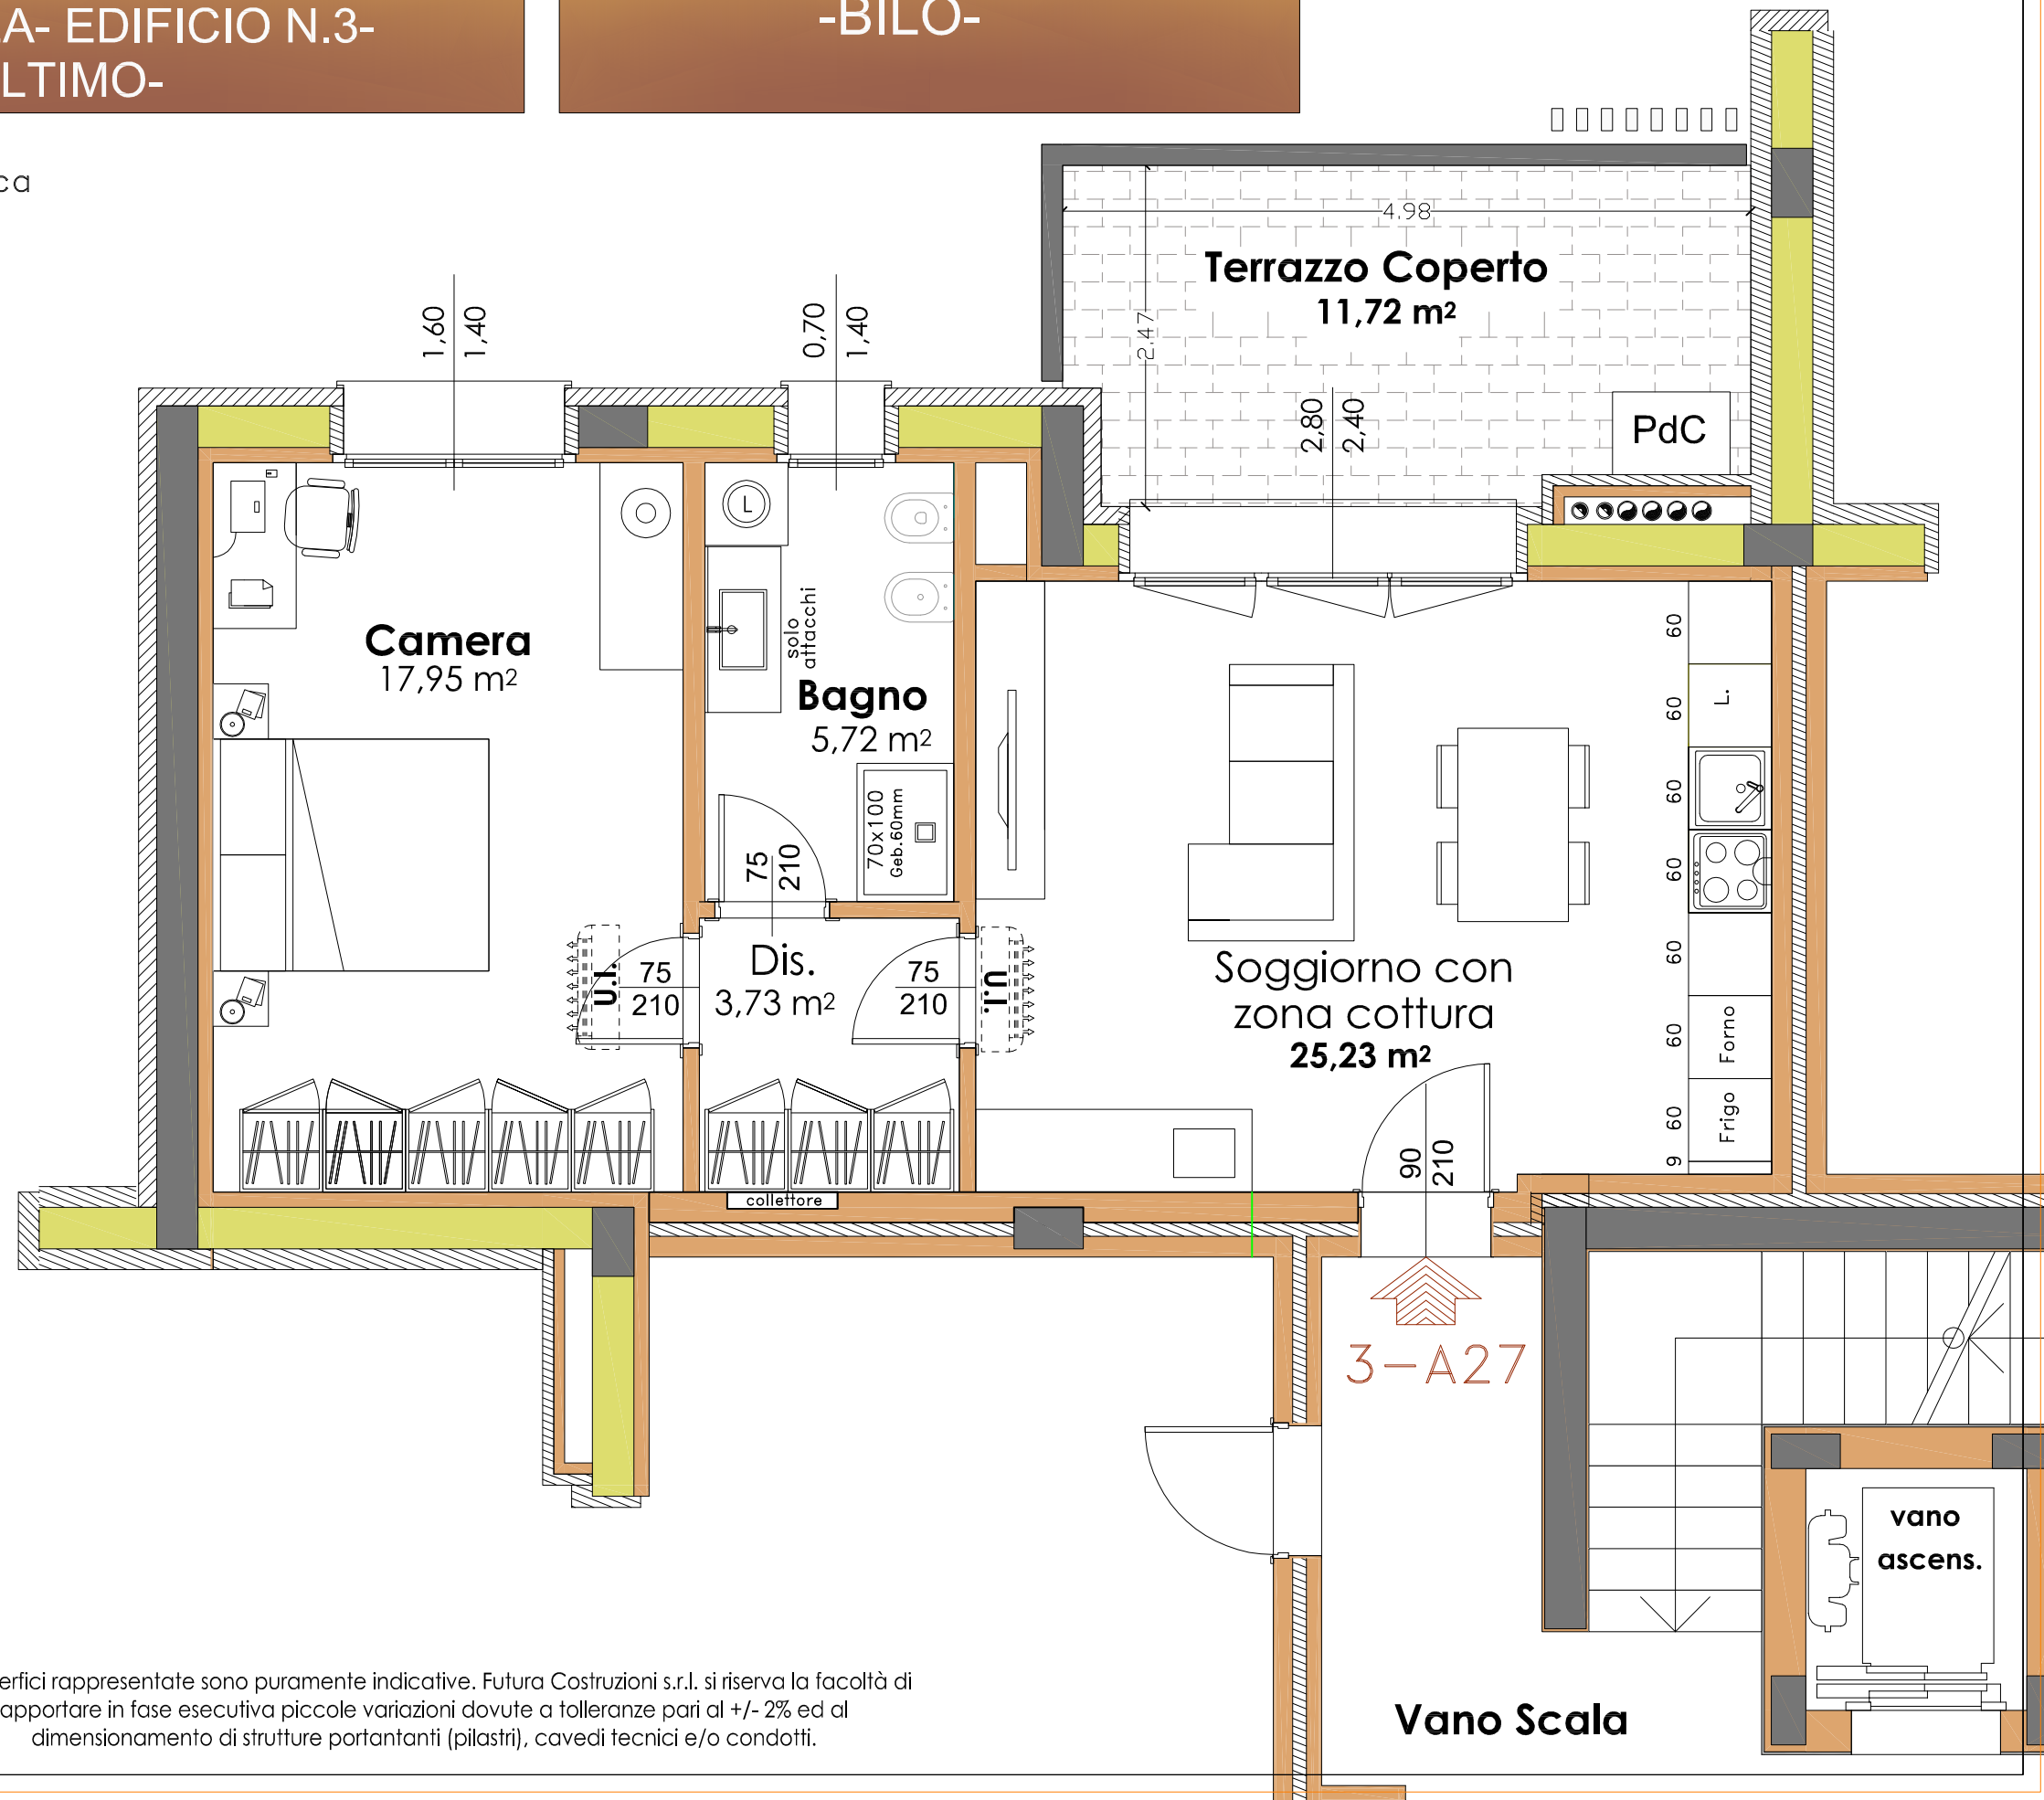 A- EDIFICIO N.3-
LTIMO-
-BILO-
ca
4.98
Terrazzo Coperto
11,72 m²
2.47
1,60
1,40
0,70
1,40
2,80
2,40
PdC
L
solo
attacchi
Camera
17,95 m²
Bagno
5,72 m²
70x100
Geb.60mm
75
210
60
60
L.
60
60
60
60
Forno
60
Frigo
9
U.I.
75
210
Dis.
3,73 m²
75
210
U.I.
Soggiorno con
zona cottura
25,23 m²
90
210
collettore
3-A27
vano
ascens.
Vano Scala
erfici rappresentate sono puramente indicative. Futura Costruzioni s.r.l. si riserva la facoltà di
apportare in fase esecutiva piccole variazioni dovute a tolleranze pari al +/- 2% ed al
dimensionamento di strutture portantanti (pilastri), cavedi tecnici e/o condotti.